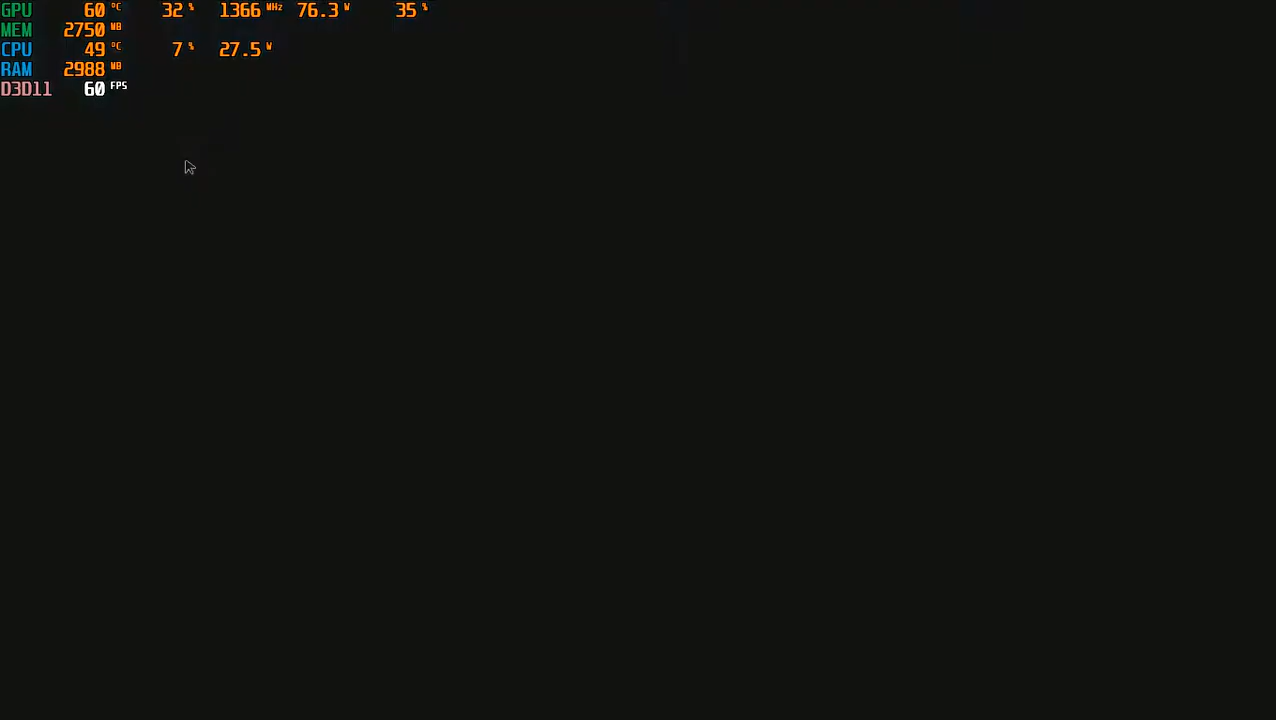 GPU 60 °C 32 % 1366 MHz 76.3 W 35 %
MEM 2750 MB
CPU 49 °C 7 % 27.5 W
RAM 2988 MB
D3D11 60 FPS